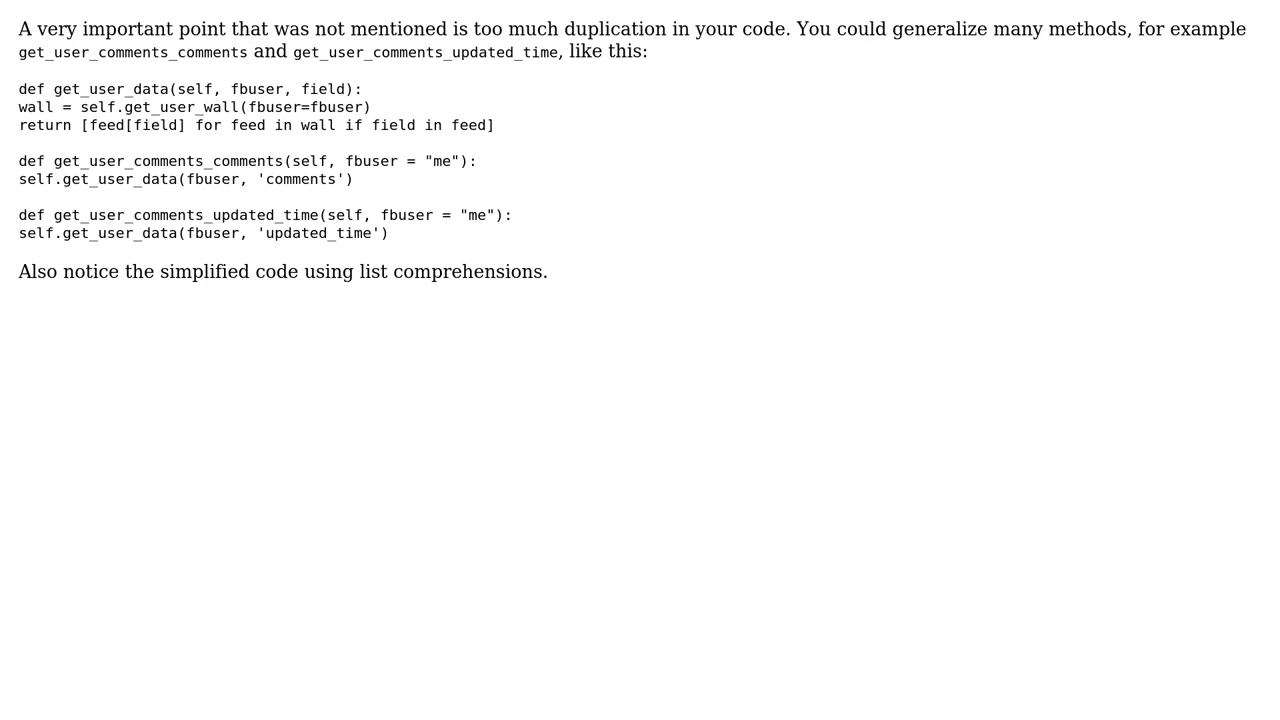 A very important point that was not mentioned is too much duplication in your code. You could generalize many methods, for example
get_user_comments_comments and get_user_comments_updated_time, like this:
def get_user_data(self, fbuser, field):
wall = self.get_user_wall(fbuser=fbuser)
return [feed[field] for feed in wall if field in feed]
def get_user_comments_comments(self, fbuser = "me"):
self.get_user_data(fbuser, 'comments')
def get_user_comments_updated_time(self, fbuser = "me"):
self.get_user_data(fbuser, 'updated_time')
Also notice the simplified code using list comprehensions.